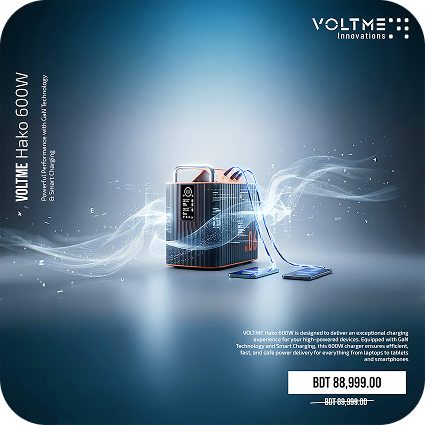 VOLTME
Innovations
VOLTME Hako 600W
Powerful Performance with GaN Technology
& Smart Charging
VOLTME Hako 600W is designed to deliver an exceptional charging
experience for your high-powered devices. Equipped with GaN
Technology and Smart Charging, this 600W charger ensures efficient,
fast, and safe power delivery for everything from laptops to tablets
and smartphones
BDT 88,999.00
BDT 89,999.00